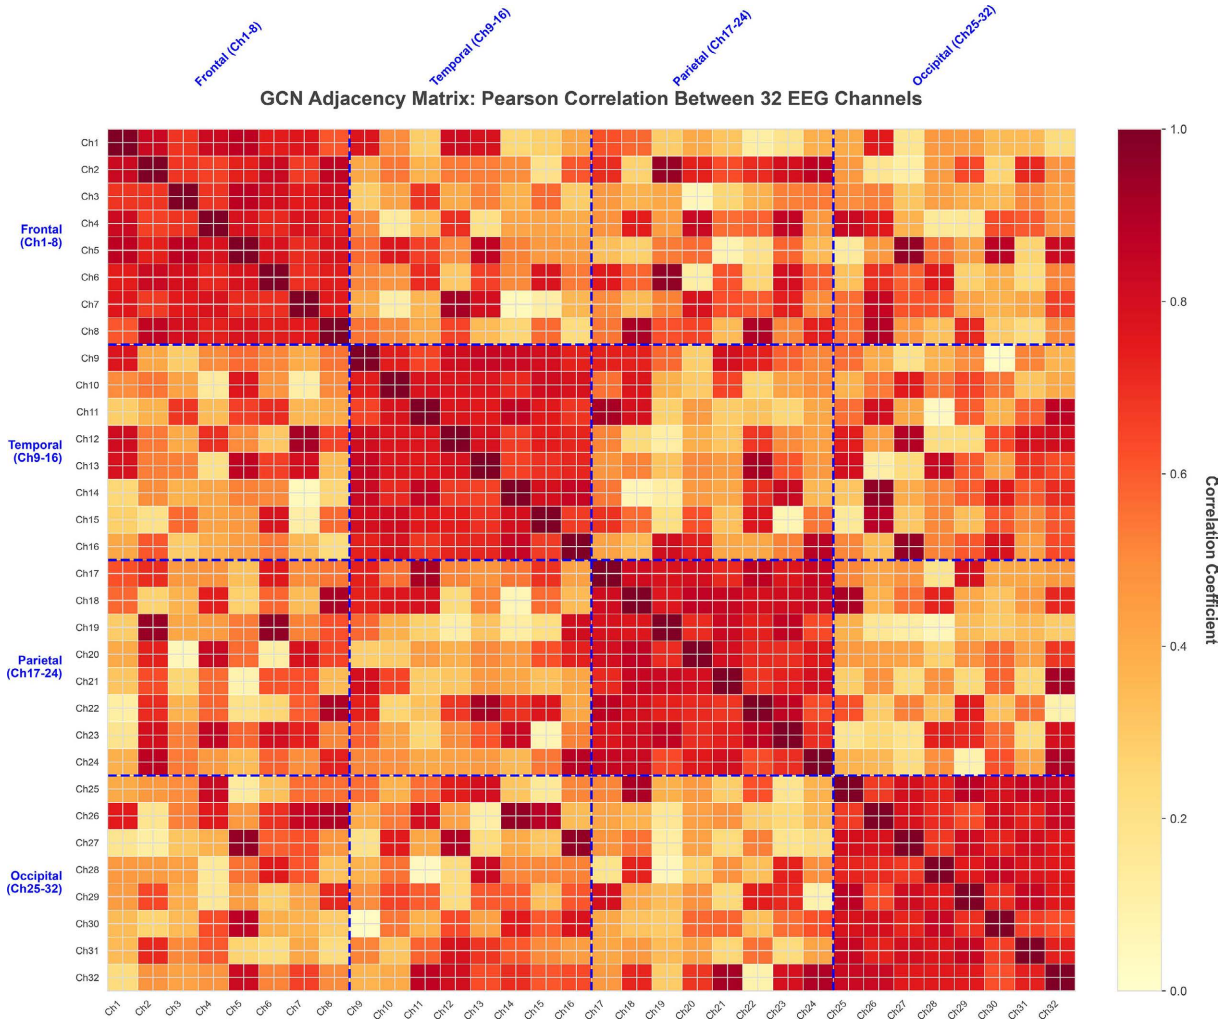 Frontal (Ch1-8)
Temporal (Ch9-16)
Parietal (Ch17-24)
Occipital (Ch25-32)
GCN Adjacency Matrix: Pearson Correlation Between 32 EEG Channels
Ch1
Ch2
Ch3
Ch4
Ch5
Ch6
Ch7
Ch8
Ch9
Ch10
Ch11
Ch12
Ch13
Ch14
Ch15
Ch16
Ch17
Ch18
Ch19
Ch20
Ch21
Ch22
Ch23
Ch24
Ch25
Ch26
Ch27
Ch28
Ch29
Ch30
Ch31
Ch32
Frontal
(Ch1-8)
Temporal
(Ch9-16)
Parietal
(Ch17-24)
Occipital
(Ch25-32)
Ch1
Ch2
Ch3
Ch4
Ch5
Ch6
Ch7
Ch8
Ch9
Ch10
Ch11
Ch12
Ch13
Ch14
Ch15
Ch16
Ch17
Ch18
Ch19
Ch20
Ch21
Ch22
Ch23
Ch24
Ch25
Ch26
Ch27
Ch28
Ch29
Ch30
Ch31
Ch32
1.0
0.8
0.6
0.4
0.2
0.0
Correlation Coefficient